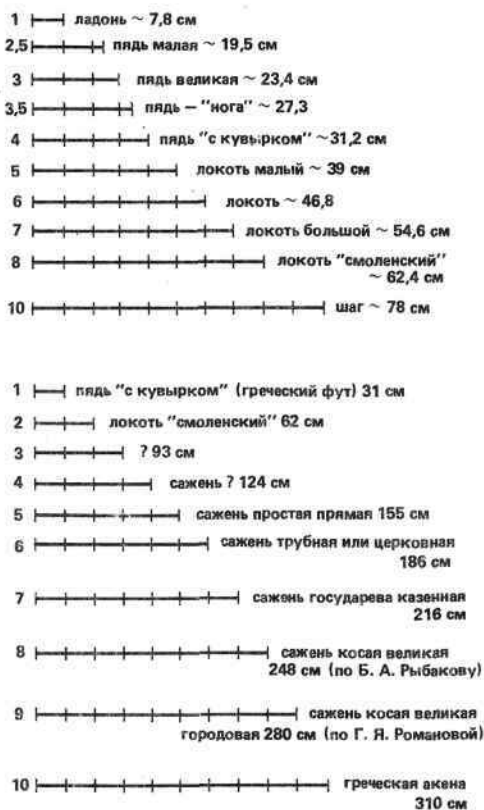 1 ладонь ~ 7,8 см
2,5 пядь малая ~ 19,5 см
3 пядь великая ~ 23,4 см
3,5 пядь — "нога" ~ 27,3
4 пядь "с кувырком" ~31,2 см
5 локоть малый ~ 39 см
6 локоть ~ 46,8
7 локоть большой ~ 54,6 см
8 локоть "смоленский"
~ 62,4 см
10 шаг ~ 78 см
1 пядь "с кувырком" (греческий фут) 31 см
2 локоть "смоленский" 62 см
3 ? 93 см
4 сажень ? 124 см
5 сажень простая прямая 155 см
6 сажень трубная или церковная
186 см
7 сажень государева казенная
216 см
8 сажень косая великая
248 см (по Б. А. Рыбакову)
9 сажень косая великая
городовая 280 см (по Г. Я. Романовой)
10 греческая акена
310 см